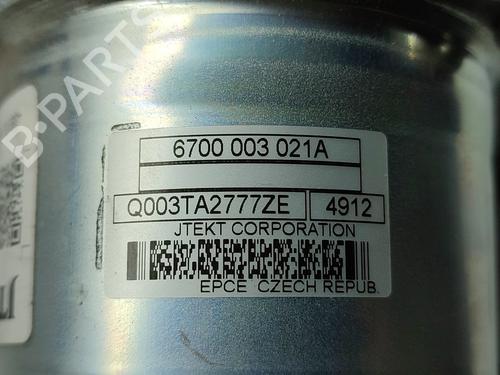 B-PARTS
6700 003 021A
Q003TA2777ZE 4912
JTEKT CORPORATION
EPCE CZECH REPUB.